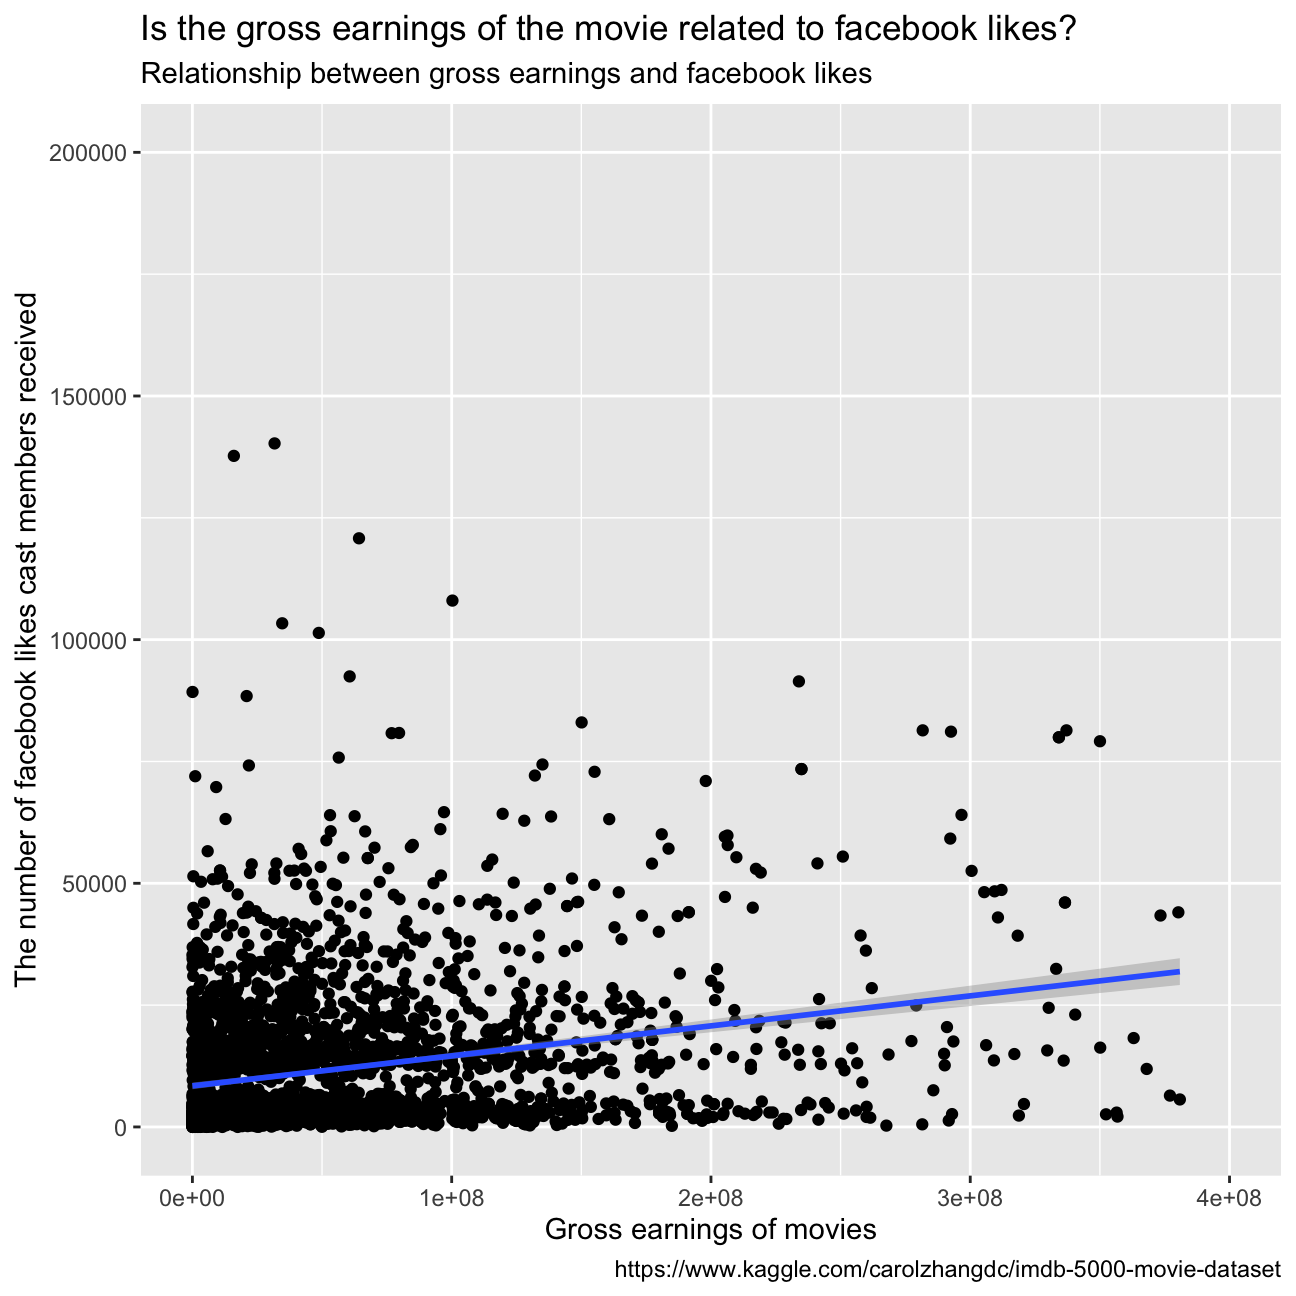 Is the gross earnings of the movie related to facebook likes?
Relationship between gross earnings and facebook likes
The number of facebook likes cast members received
200000
150000
100000
50000
0
0e+00
1e+08
2e+08
3e+08
4e+08
Gross earnings of movies
https://www.kaggle.com/carolzhangdc/imdb-5000-movie-dataset